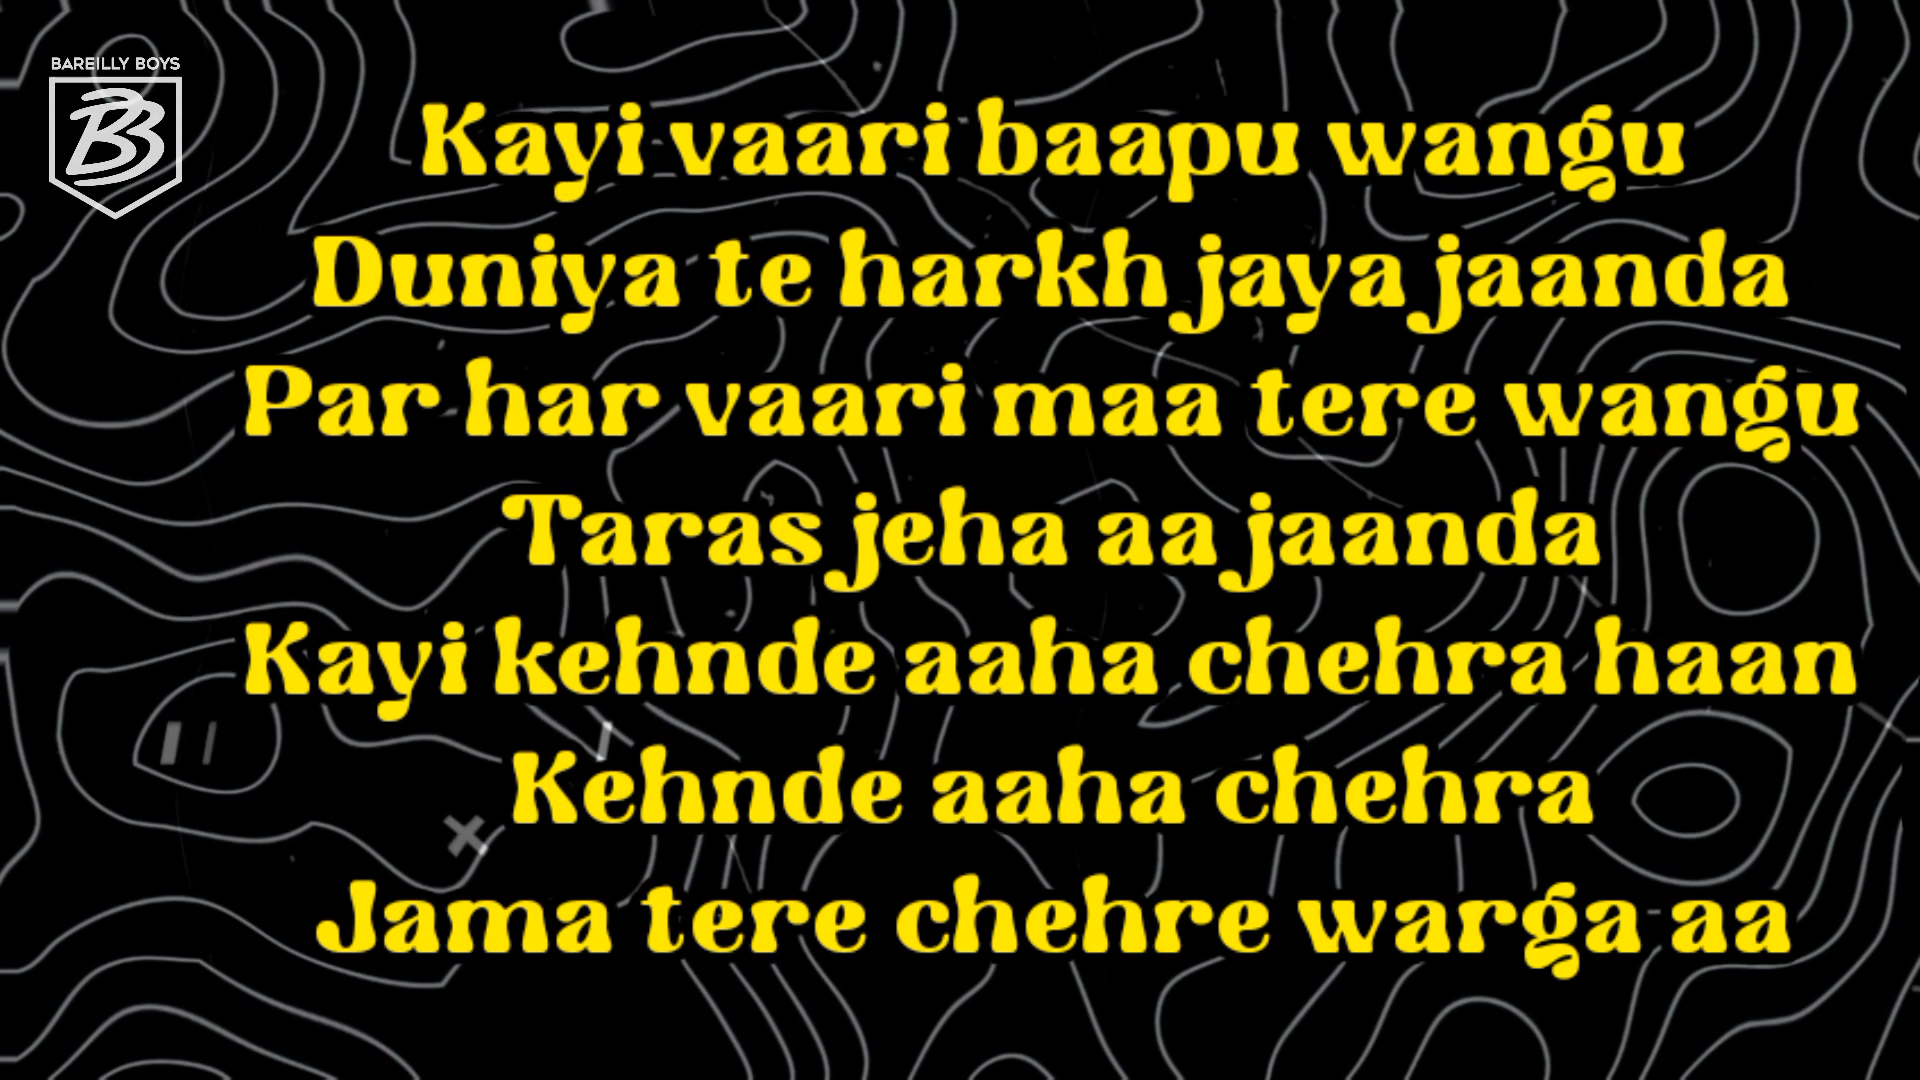 BAREILLY BOYS
BB
Kayi vaari baapu wangu
Duniya te harkh jaya jaanda
Par har vaari maa tere wangu
Taras jeha aa jaanda
Kayi kehnde aaha chehra haan
Kehnde aaha chehra
Jama tere chehre warga aa